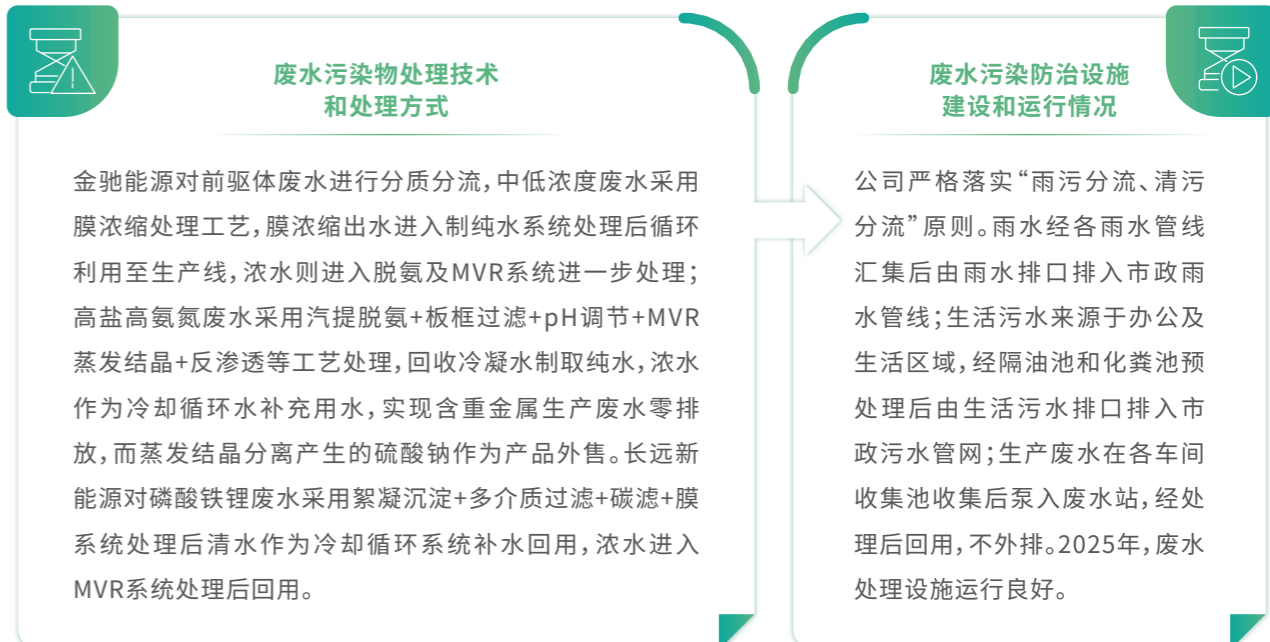 废水污染物处理技术
和处理方式
金驰能源对前驱体废水进行分质分流，中低浓度废水采用
膜浓缩处理工艺，膜浓缩出水进入制纯水系统处理后循环
利用至生产线，浓水则进入脱氨及MVR系统进一步处理；
高盐高氨氮废水采用汽提脱氨+板框过滤+pH调节+MVR
蒸发结晶+反渗透等工艺处理，回收冷凝水制取纯水，浓水
作为冷却循环水补充用水，实现含重金属生产废水零排
放，而蒸发结晶分离产生的硫酸钠作为产品外售。长远新
能源对磷酸铁锂废水采用絮凝沉淀+多介质过滤+碳滤+膜
系统处理后清水作为冷却循环系统补水回用，浓水进入
MVR系统处理后回用。
废水污染防治设施
建设和运行情况
公司严格落实“雨污分流、清污
分流”原则。雨水经各雨水管线
汇集后由雨水排口排入市政雨
水管线；生活污水来源于办公及
生活区域，经隔油池和化粪池预
处理后由生活污水排口排入市
政污水管网；生产废水在各车间
收集池收集后泵入废水站，经处
理后回用，不外排。2025年，废水
处理设施运行良好。